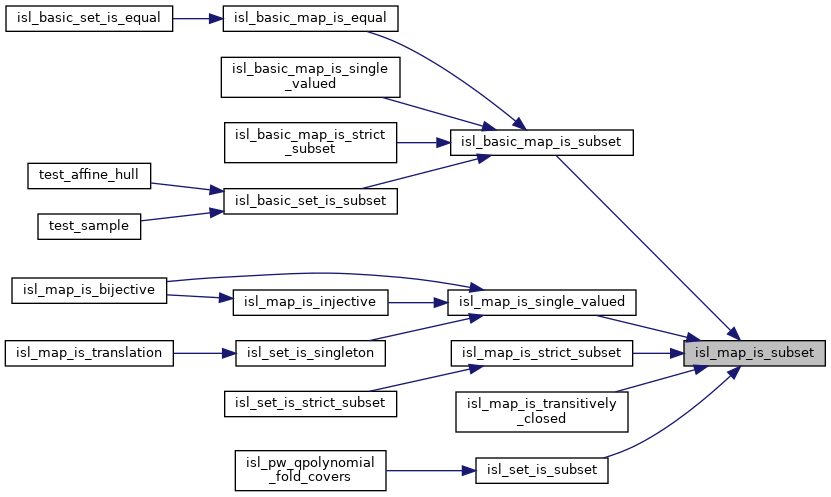 isl_basic_set_is_equal
isl_basic_map_is_equal
isl_basic_map_is_single
_valued
isl_basic_map_is_strict
_subset
isl_basic_map_is_subset
test_affine_hull
isl_basic_set_is_subset
test_sample
isl_map_is_bijective
isl_map_is_injective
isl_map_is_single_valued
isl_map_is_translation
isl_set_is_singleton
isl_map_is_strict_subset
isl_map_is_subset
isl_set_is_strict_subset
isl_map_is_transitively
_closed
isl_pw_qpolynomial
_fold_covers
isl_set_is_subset